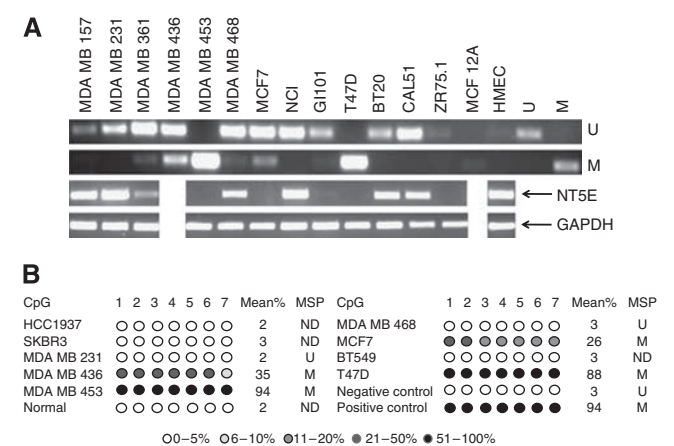 A
MDA MB 157
MDA MB 231
MDA MB 361
MDA MB 436
MDA MB 453
MDA MB 468
MCF7
NCI
GI101
T47D
BT20
CAL51
ZR75.1
MCF 12A
HMEC
U
M
U
M
NT5E
GAPDH
B
CpG 1 2 3 4 5 6 7 Mean% MSP CpG 1 2 3 4 5 6 7 Mean% MSP
HCC1937 2 ND MDA MB 468 3 U
SKBR3 3 ND MCF7 26 M
MDA MB 231 2 U BT549 3 ND
MDA MB 436 35 M T47D 88 M
MDA MB 453 94 M Negative control 3 U
Normal 2 ND Positive control 94 M
0–5% 6–10% 11–20% 21–50% 51–100%